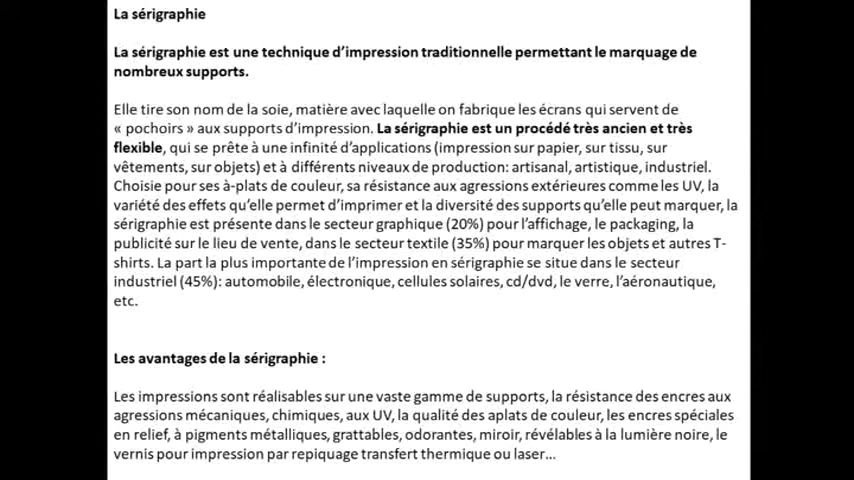 La sérigraphie
La sérigraphie est une technique d’impression traditionnelle permettant le marquage de
nombreux supports.
Elle tire son nom de la soie, matière avec laquelle on fabrique les écrans qui servent de
« pochoirs » aux supports d’impression. La sérigraphie est un procédé très ancien et très
flexible, qui se prête à une infinité d’applications (impression sur papier, sur tissu, sur
vêtements, sur objets) et à différents niveaux de production: artisanal, artistique, industriel.
Choisie pour ses à-plats de couleur, sa résistance aux agressions extérieures comme les UV, la
variété des effets qu’elle permet d’imprimer et la diversité des supports qu’elle peut marquer, la
sérigraphie est présente dans le secteur graphique (20%) pour l’affichage, le packaging, la
publicité sur le lieu de vente, dans le secteur textile (35%) pour marquer les objets et autres T-
shirts. La part la plus importante de l’impression en sérigraphie se situe dans le secteur
industriel (45%): automobile, électronique, cellules solaires, cd/dvd, le verre, l’aéronautique,
etc.
Les avantages de la sérigraphie :
Les impressions sont réalisables sur une vaste gamme de supports, la résistance des encres aux
agressions mécaniques, chimiques, aux UV, la qualité des aplats de couleur, les encres spéciales
en relief, à pigments métalliques, grattables, odorantes, miroir, révélables à la lumière noire, le
vernis pour impression par repiquage transfert thermique ou laser…